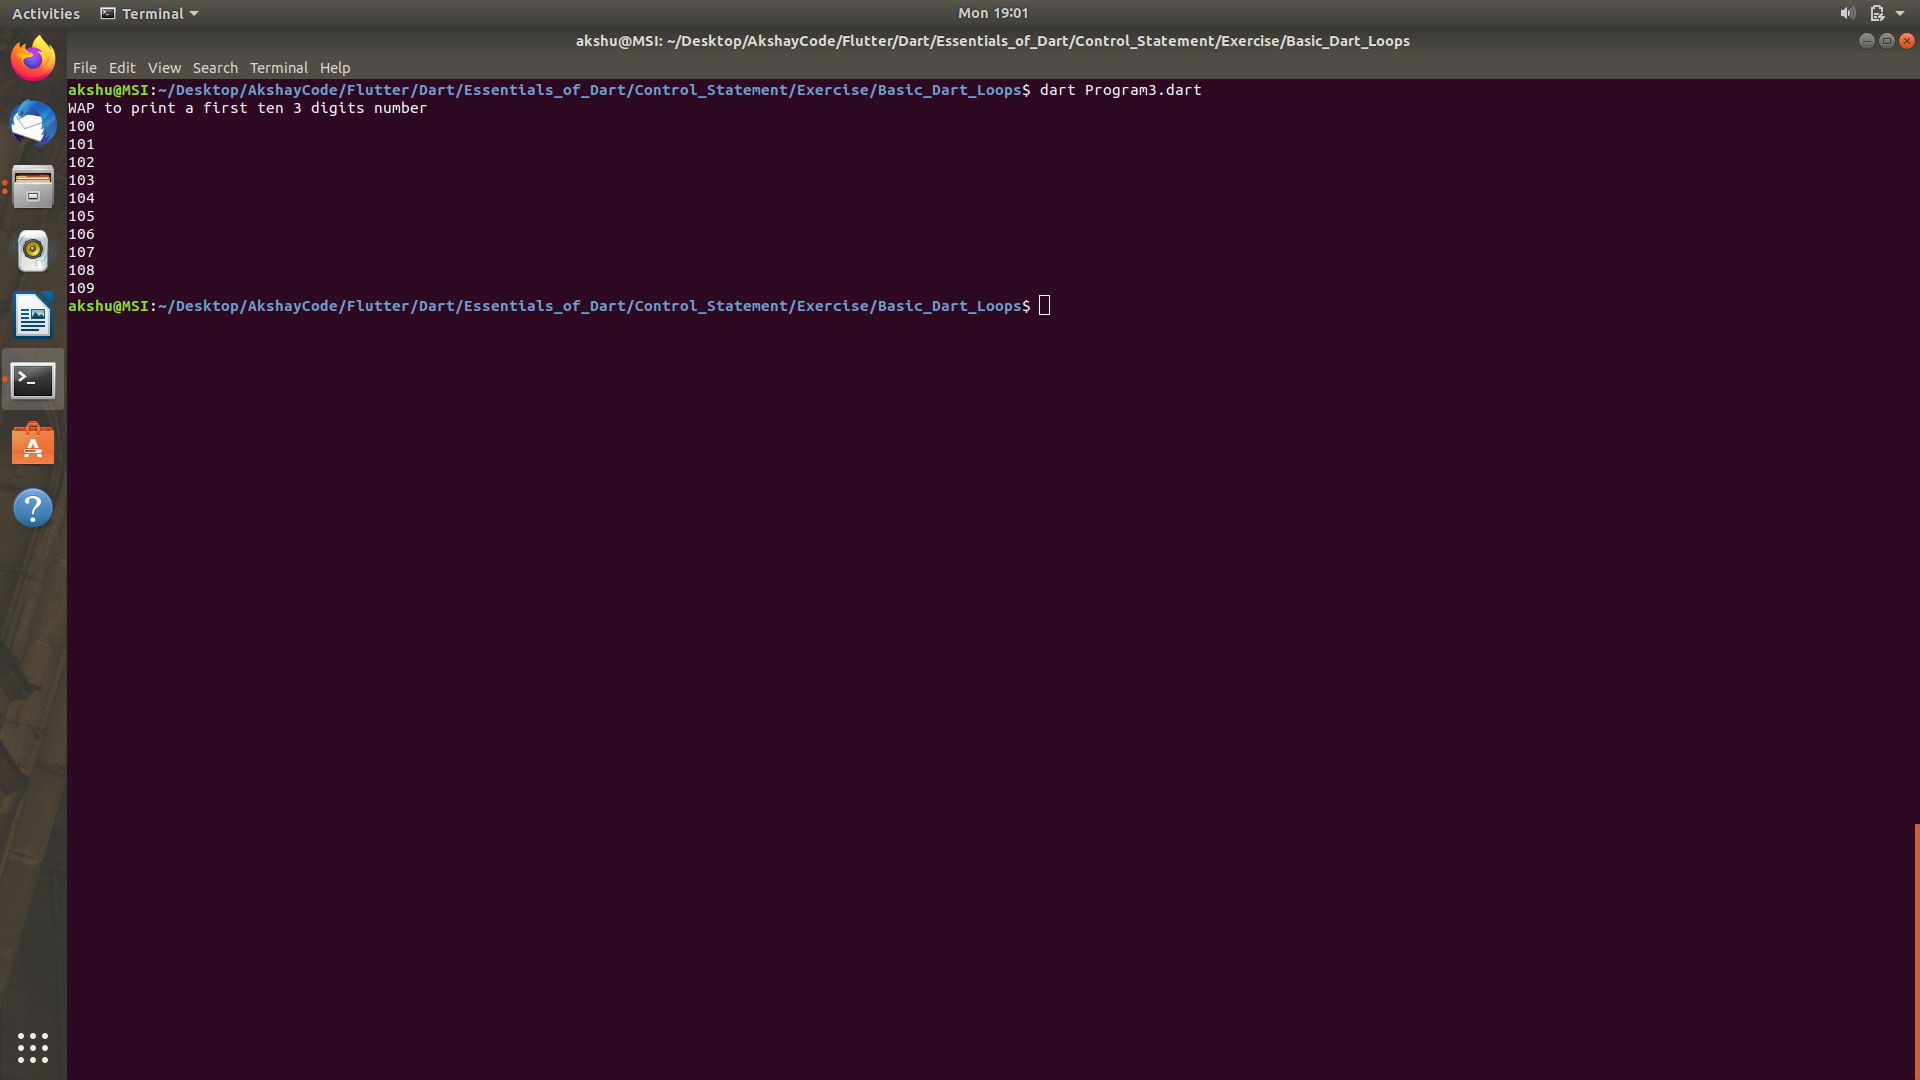 Activities Terminal Mon 19:01
akshu@MSI: ~/Desktop/AkshayCode/Flutter/Dart/Essentials_of_Dart/Control_Statement/Exercise/Basic_Dart_Loops
File Edit View Search Terminal Help
akshu@MSI:~/Desktop/AkshayCode/Flutter/Dart/Essentials_of_Dart/Control_Statement/Exercise/Basic_Dart_Loops$ dart Program3.dart
WAP to print a first ten 3 digits number
100
101
102
103
104
105
106
107
108
109
akshu@MSI:~/Desktop/AkshayCode/Flutter/Dart/Essentials_of_Dart/Control_Statement/Exercise/Basic_Dart_Loops$